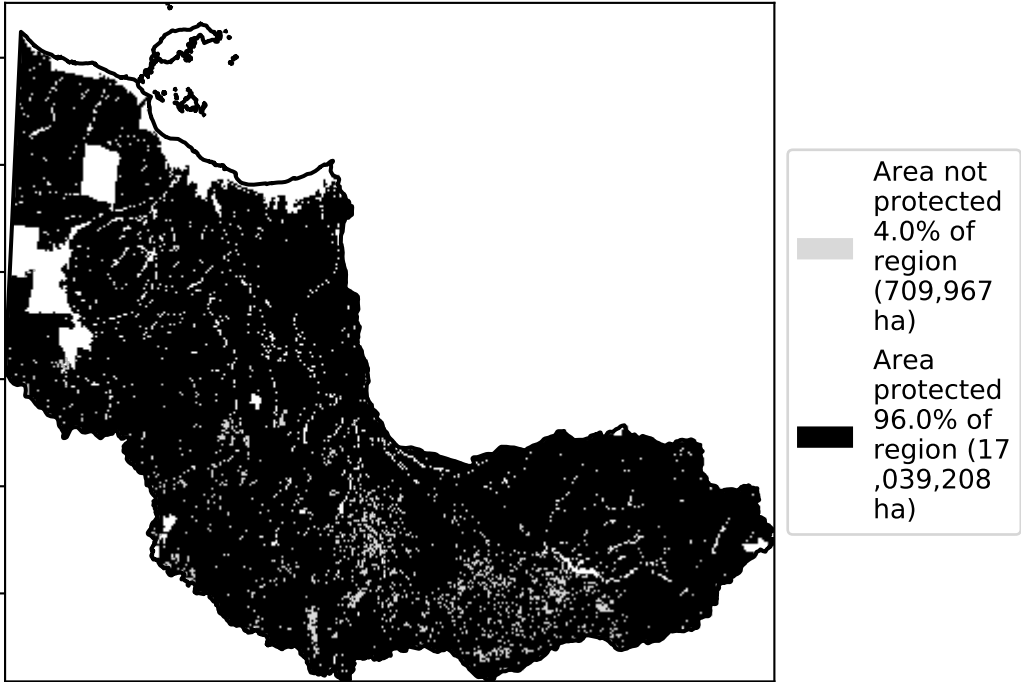 Area not
protected
4.0% of
region
(709,967
ha)
Area
protected
96.0% of
region (17
,039,208
ha)